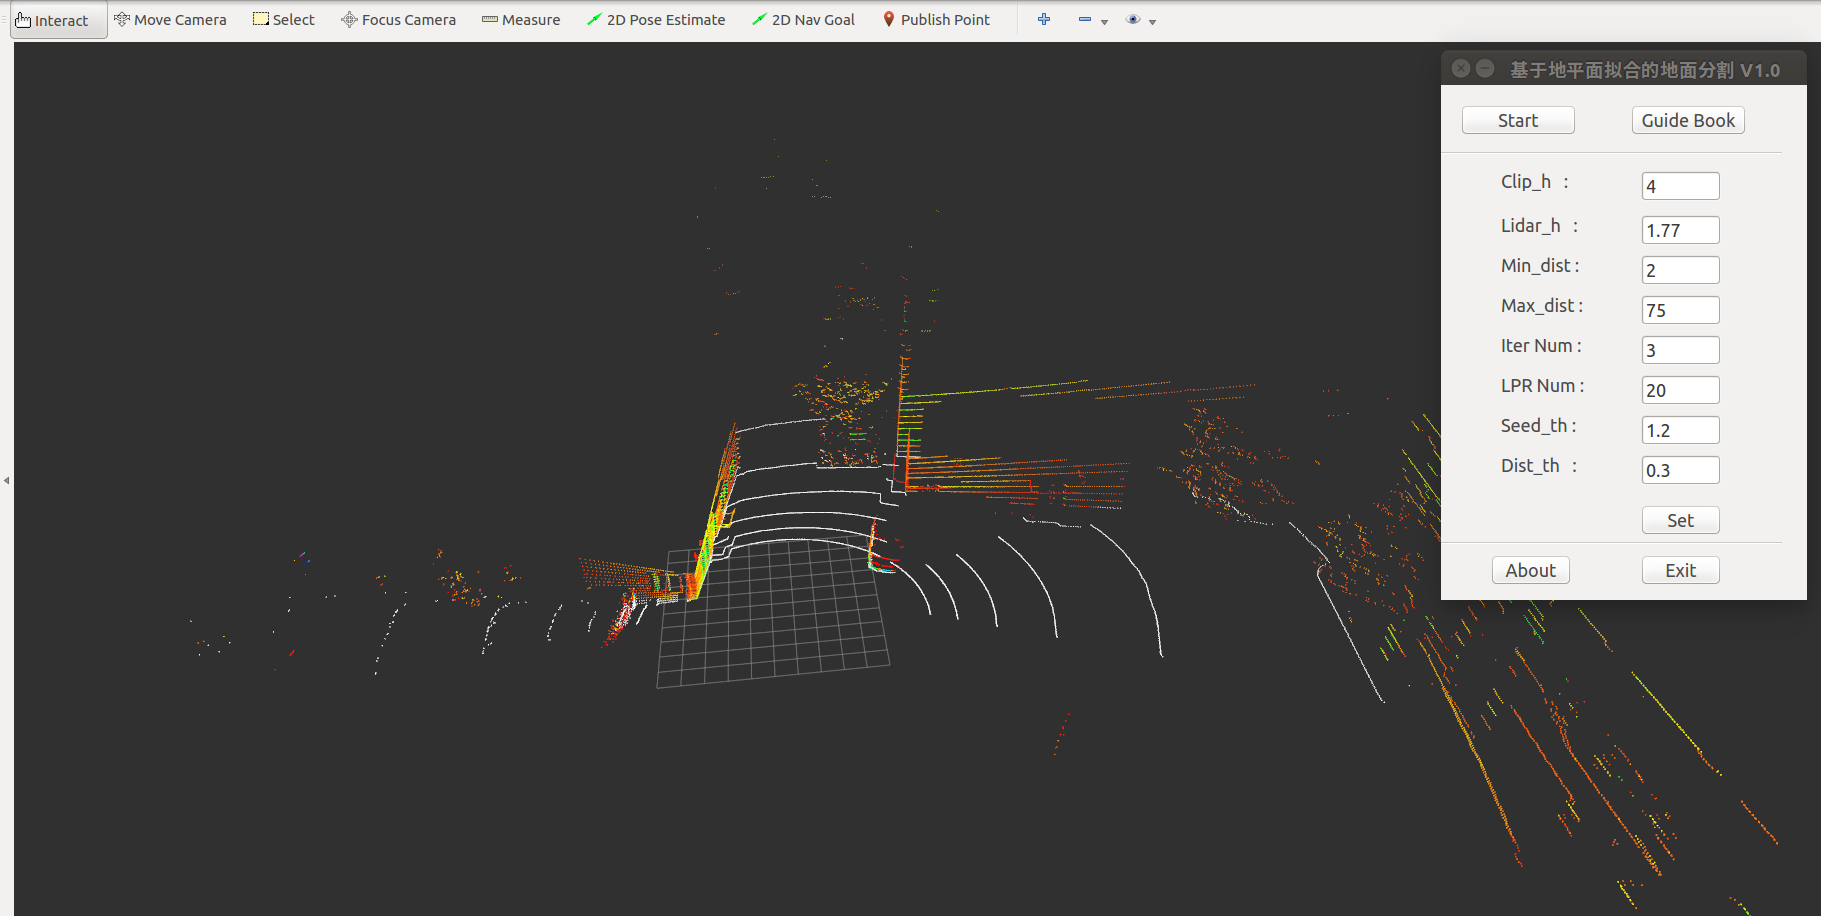 Interact Move Camera Select Focus Camera Measure 2D Pose Estimate 2D Nav Goal Publish Point
基于地平面拟合的地面分割 V1.0
Start Guide Book
Clip_h : 4
Lidar_h : 1.77
Min_dist : 2
Max_dist : 75
Iter Num : 3
LPR Num : 20
Seed_th : 1.2
Dist_th : 0.3
Set
About Exit